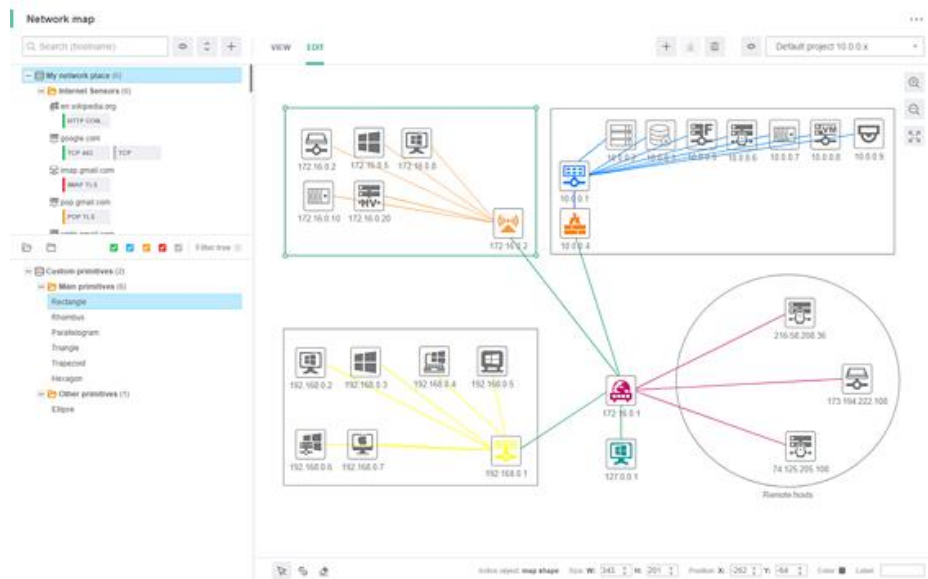 Network map
Search (hostname)
VIEW EDIT
Default project 10.0.0.x
My network place (6)
Internet Sensors (6)
en.wikipedia.org
google.com
TCP 443 TCP
imap.gmail.com
IMAP TLS
pop.gmail.com
POP TLS
Filter tree
Custom primitives (2)
Main primitives (6)
Rectangle
Rhombus
Parallelogram
Triangle
Trapezoid
Hexagon
Other primitives (1)
Ellipse
172.16.0.2 172.16.0.5 172.16.0.8
172.16.0.10 172.16.0.20
172.16.0.2
10.0.0.6 10.0.0.7 10.0.0.8 10.0.0.9
10.0.0.1
10.0.0.4
192.168.0.2 192.168.0.3 192.168.0.4 192.168.0.5
192.168.0.6 192.168.0.7
192.168.0.1
172.16.0.1
127.0.0.1
216.58.208.36
173.194.222.108
74.125.205.108
Remote hosts
Active object: map shape Size W: 343 H: 201 Position X: -262 Y: -64 Color Label